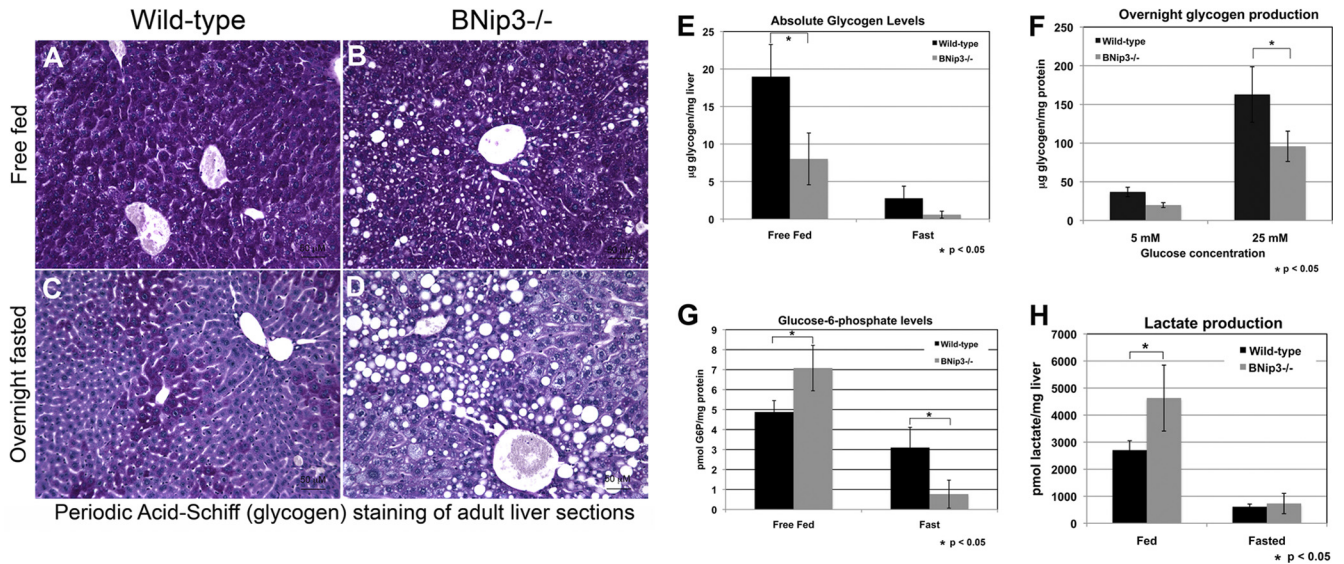 Wild-type
BNip3-/-
Free fed
Overnight fasted
A
B
C
D
50 µM
50 µM
Periodic Acid-Schiff (glycogen) staining of adult liver sections
E
Absolute Glycogen Levels
µg glycogen/mg liver
25
20
15
10
5
0
*
Wild-type
BNip3-/-
Free Fed
Fast
* p < 0.05
F
Overnight glycogen production
µg glycogen/mg protein
250
200
150
100
50
0
Wild-type
BNip3-/-
*
5 mM
25 mM
Glucose concentration
* p < 0.05
G
Glucose-6-phosphate levels
pmol G6P/mg protein
9
8
7
6
5
4
3
2
1
0
*
*
Wild-type
BNip3-/-
Free Fed
Fast
* p < 0.05
H
Lactate production
pmol lactate/mg liver
7000
6000
5000
4000
3000
2000
1000
0
*
Wild-type
BNip3-/-
Fed
Fasted
* p < 0.05